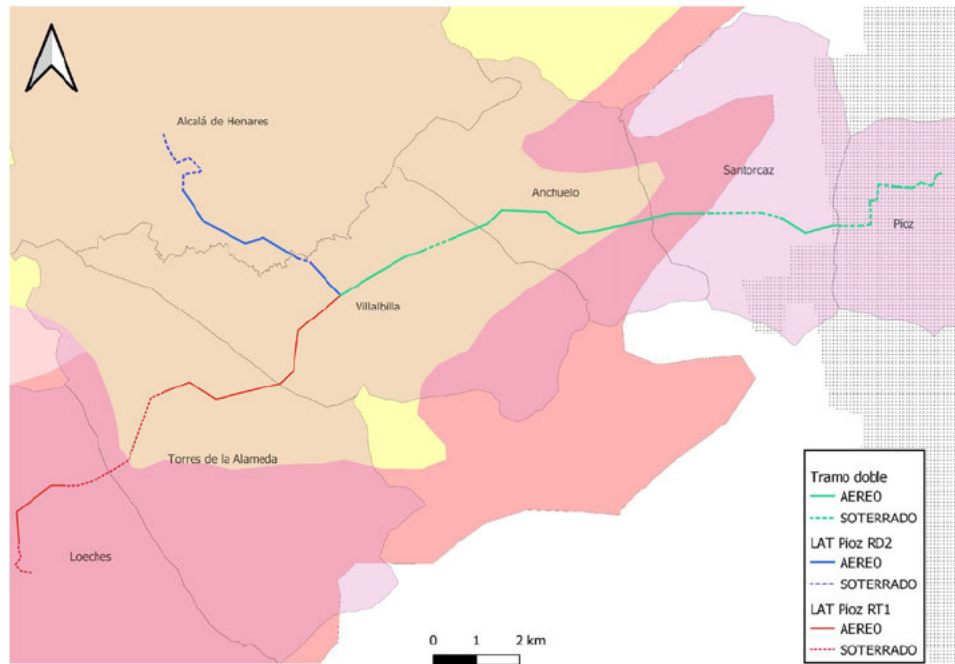 Alcalá de Henares
Anchuelo
Santorcaz
Pioz
Villalbilla
Torres de la Alameda
Loeches
Tramo doble
AEREO
SOTERRADO
LAT Pioz RD2
AEREO
SOTERRADO
LAT Pioz RT1
AEREO
SOTERRADO
0 1 2 km